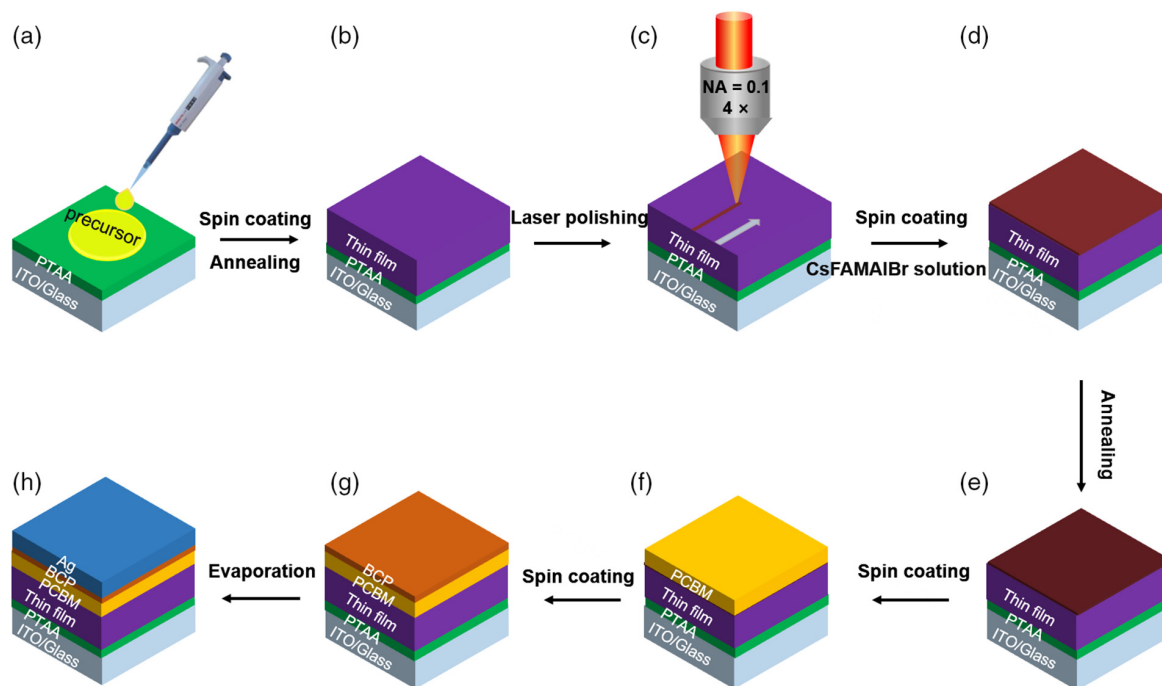 (a)
(b)
(c)
(d)
NA = 0.1
4 ×
precursor
PTAA
ITO/Glass
Spin coating
Annealing
Thin film
PTAA
ITO/Glass
Laser polishing
Thin film
PTAA
ITO/Glass
Spin coating
CsFAMAIBr solution
Thin film
PTAA
ITO/Glass
Annealing
(h)
(g)
(f)
(e)
Ag
BCP
PCBM
Thin film
PTAA
ITO/Glass
Evaporation
BCP
PCBM
Thin film
PTAA
ITO/Glass
Spin coating
PCBM
Thin film
PTAA
ITO/Glass
Spin coating
Thin film
PTAA
ITO/Glass